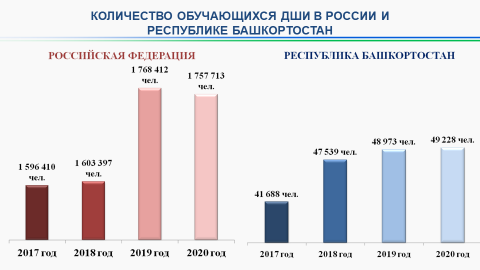 КОЛИЧЕСТВО ОБУЧАЮЩИХСЯ ДШИ В РОССИИ И
РЕСПУБЛИКЕ БАШКОРТОСТАН
РОССИЙСКАЯ ФЕДЕРАЦИЯ
1 596 410
чел.
1 603 397
чел.
1 768 412
чел.
1 757 713
чел.
2017 год
2018 год
2019 год
2020 год
РЕСПУБЛИКА БАШКОРТОСТАН
41 688 чел.
47 539 чел.
48 973 чел.
49 228 чел.
2017 год
2018 год
2019 год
2020 год